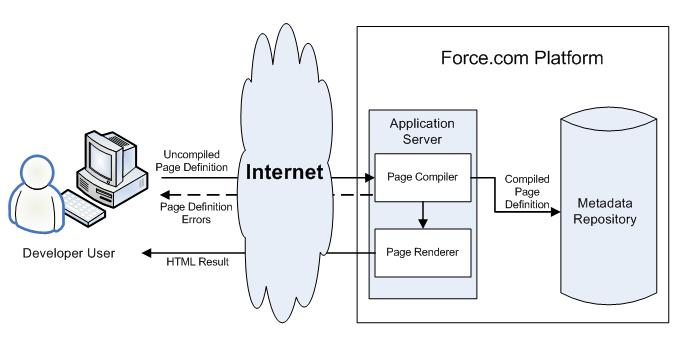 Force.com Platform
Application
Server
Uncompiled
Page Definition
Internet
Page Compiler
Compiled
Page
Definition
Metadata
Repository
Page Definition
Errors
Developer User
HTML Result
Page Renderer